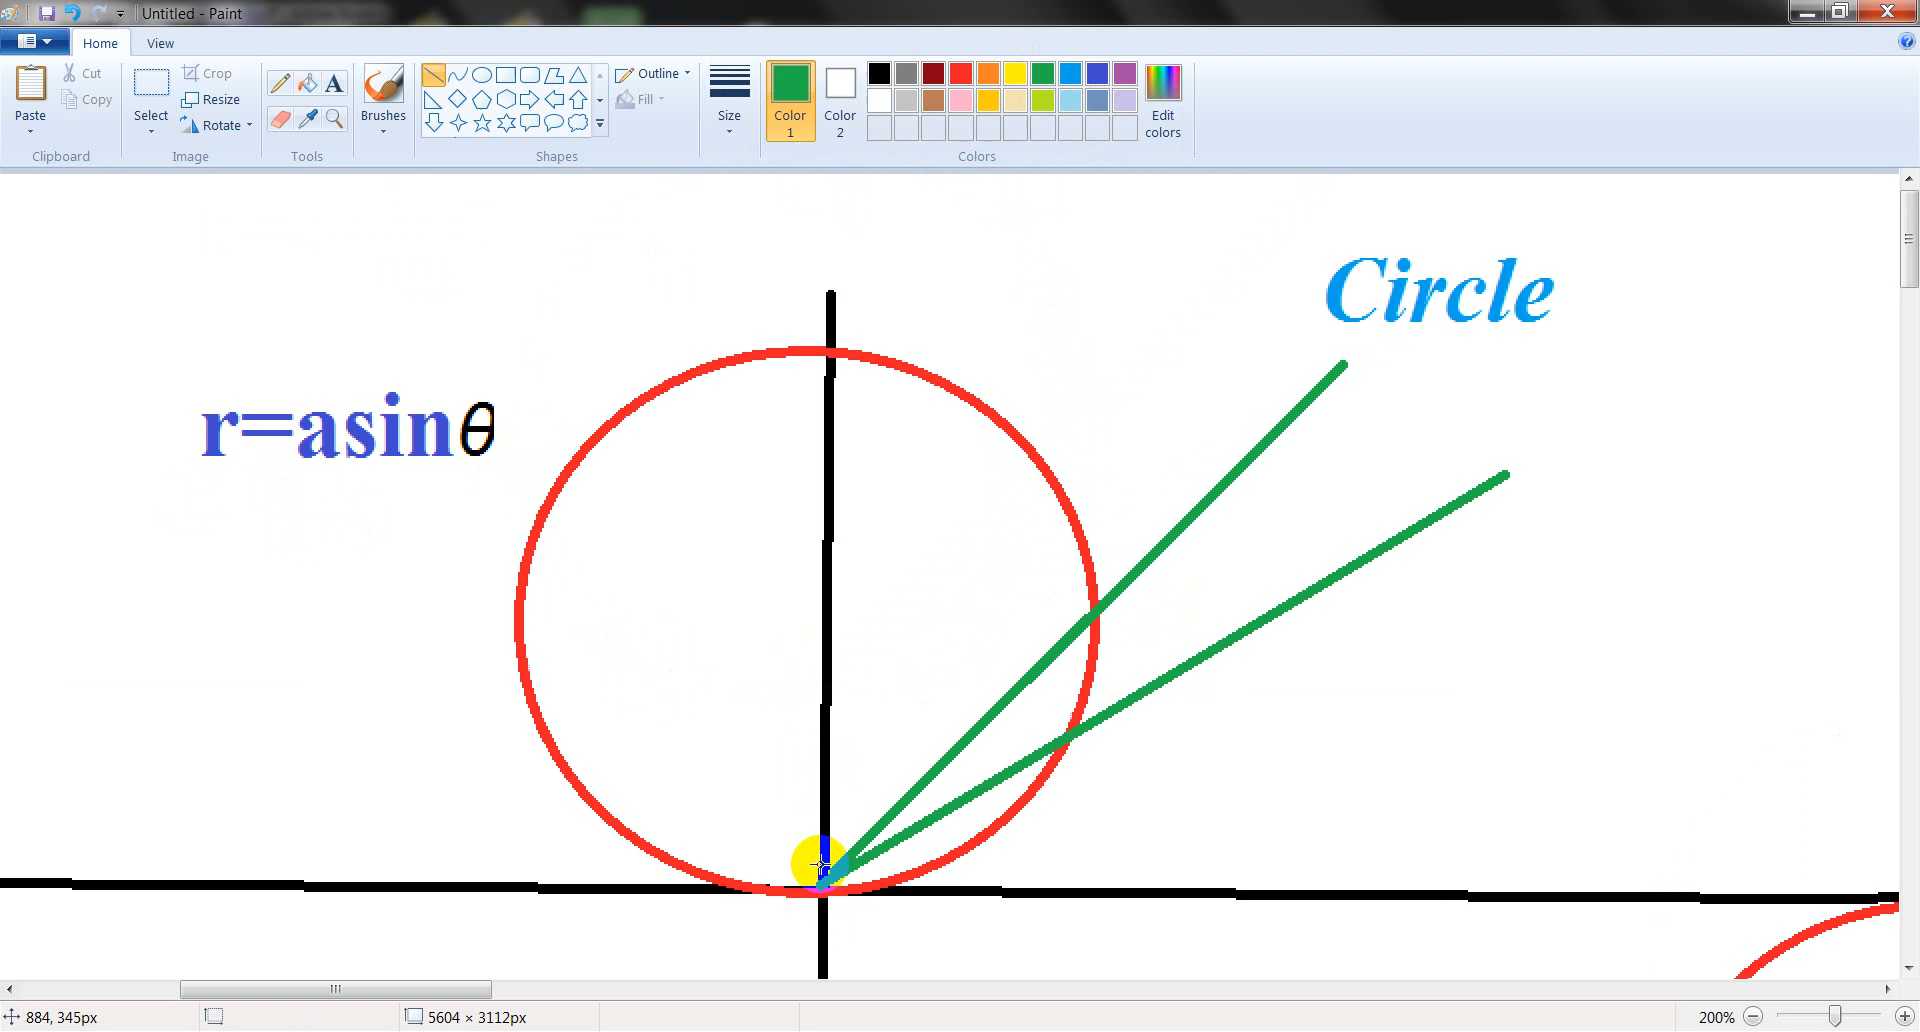 Untitled - Paint
Home View
Paste
Cut
Copy
Clipboard
Select
Crop
Resize
Rotate
Image
A
Tools
Brushes
Outline
Fill
Shapes
Size
Color 1
Color 2
Edit colors
Colors
Circle
r=asinθ
884, 345px
5604 × 3112px
200%